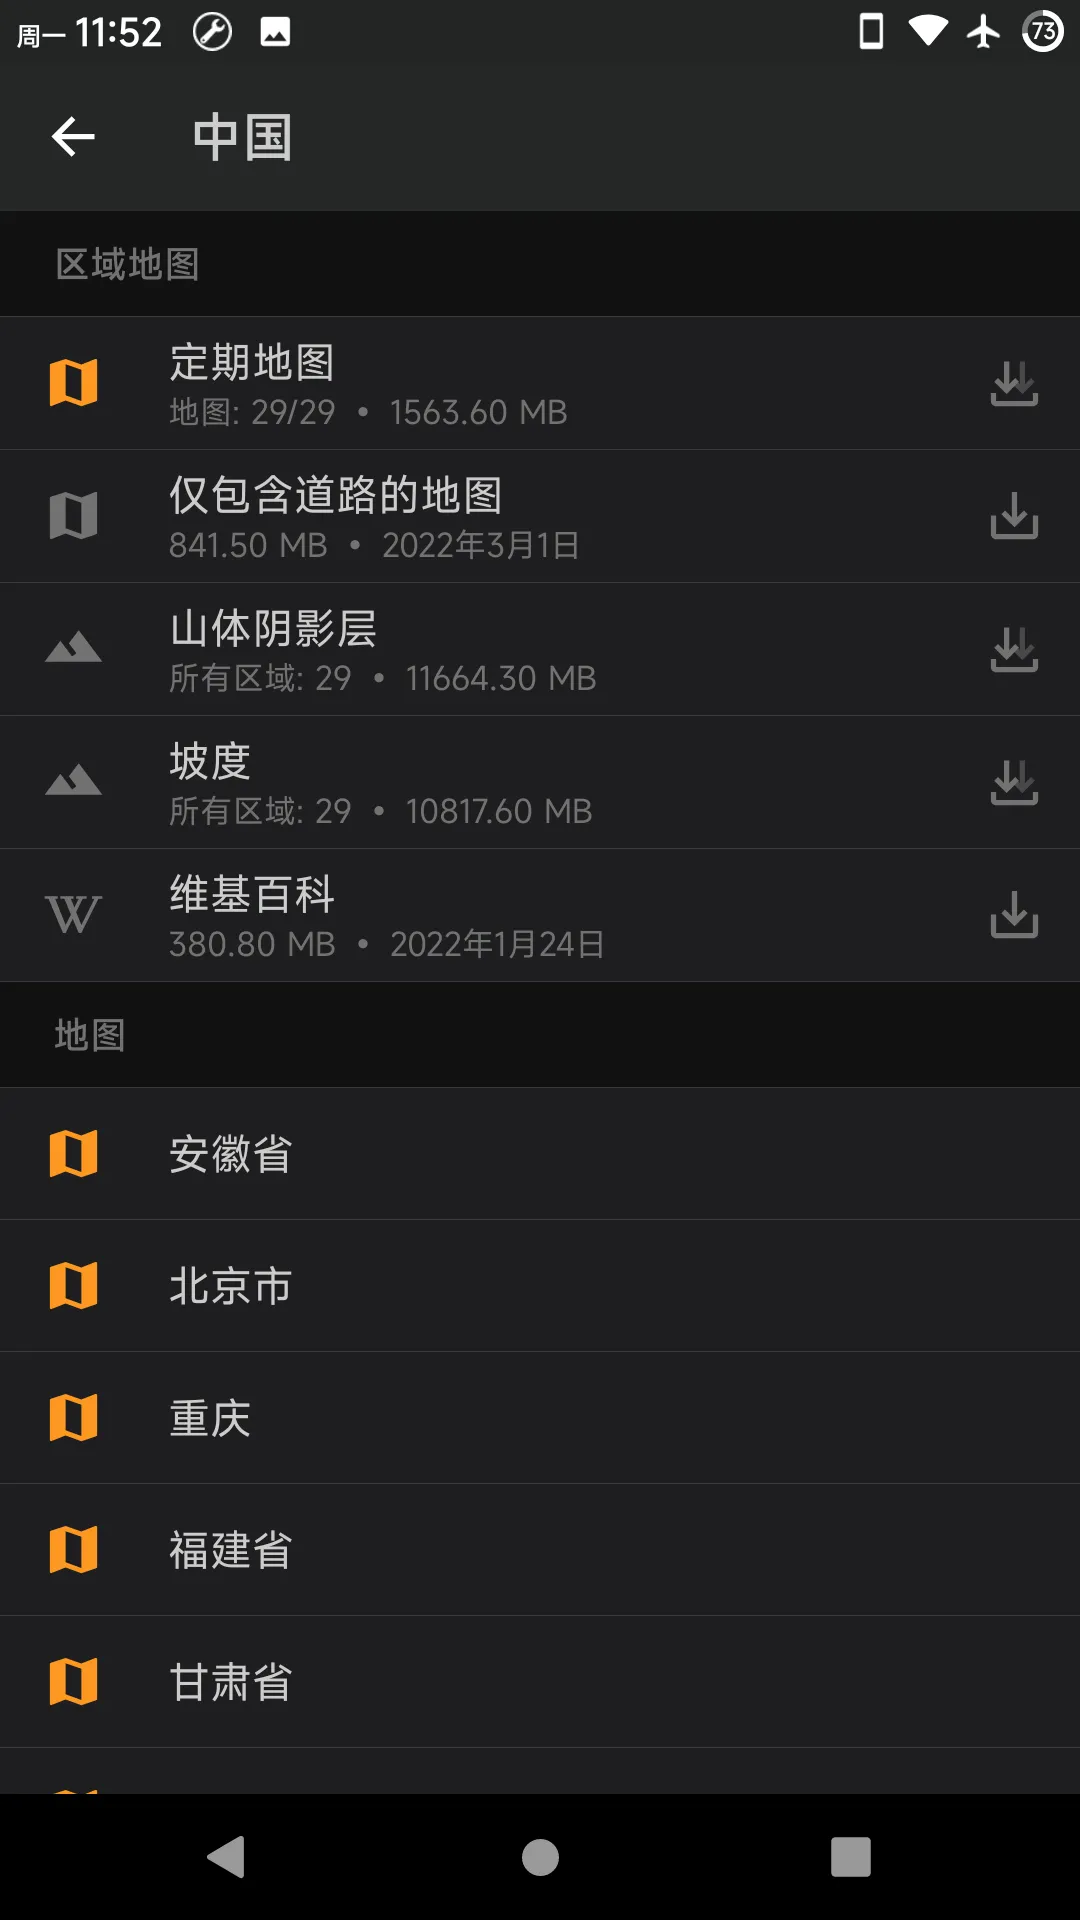 周一 11:52
73
中国
区域地图
定期地图
地图: 29/29 • 1563.60 MB
仅包含道路的地图
841.50 MB • 2022年3月1日
山体阴影层
所有区域: 29 • 11664.30 MB
坡度
所有区域: 29 • 10817.60 MB
W
维基百科
380.80 MB • 2022年1月24日
地图
安徽省
北京市
重庆
福建省
甘肃省